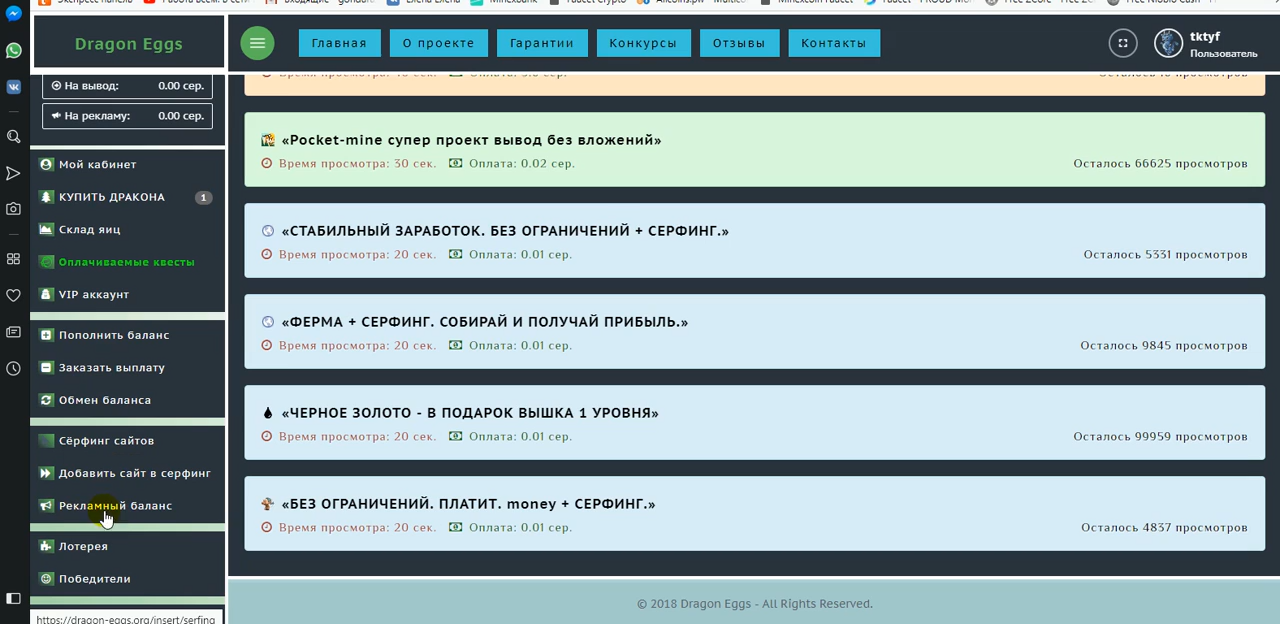 Экспресс-панель
Dragon Eggs
Главная
О проекте
Гарантии
Конкурсы
Отзывы
Контакты
tktyf
Пользователь
На вывод: 0.00 сер.
На рекламу: 0.00 сер.
Мой кабинет
КУПИТЬ ДРАКОНА 1
Склад яиц
Оплачиваемые квесты
VIP аккаунт
Пополнить баланс
Заказать выплату
Обмен баланса
Сёрфинг сайтов
Добавить сайт в серфинг
Рекламный баланс
Лотерея
Победители
https://dragon-eggs.org/insert/serfing
«Pocket-mine супер проект вывод без вложений»
Время просмотра: 30 сек. Оплата: 0.02 сер. Осталось 66625 просмотров
«СТАБИЛЬНЫЙ ЗАРАБОТОК. БЕЗ ОГРАНИЧЕНИЙ + СЕРФИНГ.»
Время просмотра: 20 сек. Оплата: 0.01 сер. Осталось 5331 просмотров
«ФЕРМА + СЕРФИНГ. СОБИРАЙ И ПОЛУЧАЙ ПРИБЫЛЬ.»
Время просмотра: 20 сек. Оплата: 0.01 сер. Осталось 9845 просмотров
«ЧЕРНОЕ ЗОЛОТО - В ПОДАРОК ВЫШКА 1 УРОВНЯ»
Время просмотра: 20 сек. Оплата: 0.01 сер. Осталось 99959 просмотров
«БЕЗ ОГРАНИЧЕНИЙ. ПЛАТИТ. money + СЕРФИНГ.»
Время просмотра: 20 сек. Оплата: 0.01 сер. Осталось 4837 просмотров
© 2018 Dragon Eggs - All Rights Reserved.